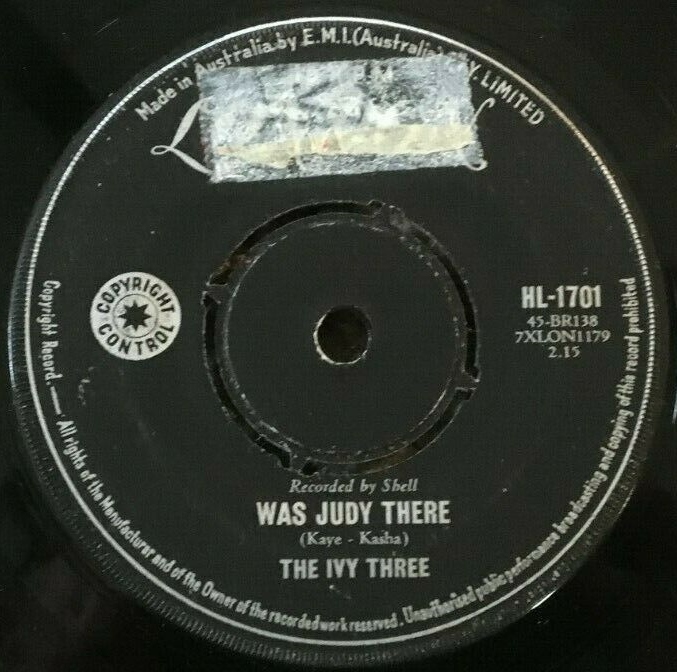 Made in Australia by E.M.I. (Australia) PTY. LIMITED
L
COPYRIGHT
CONTROL
HL-1701
45-BR138
7XLON1179
2.15
Recorded by Shell
WAS JUDY THERE
(Kaye - Kasha)
THE IVY THREE
Copyright Record. — All rights of the Manufacturer and of the Owner of the recorded work reserved. Unauthorised public performance broadcasting and copying of this record prohibited